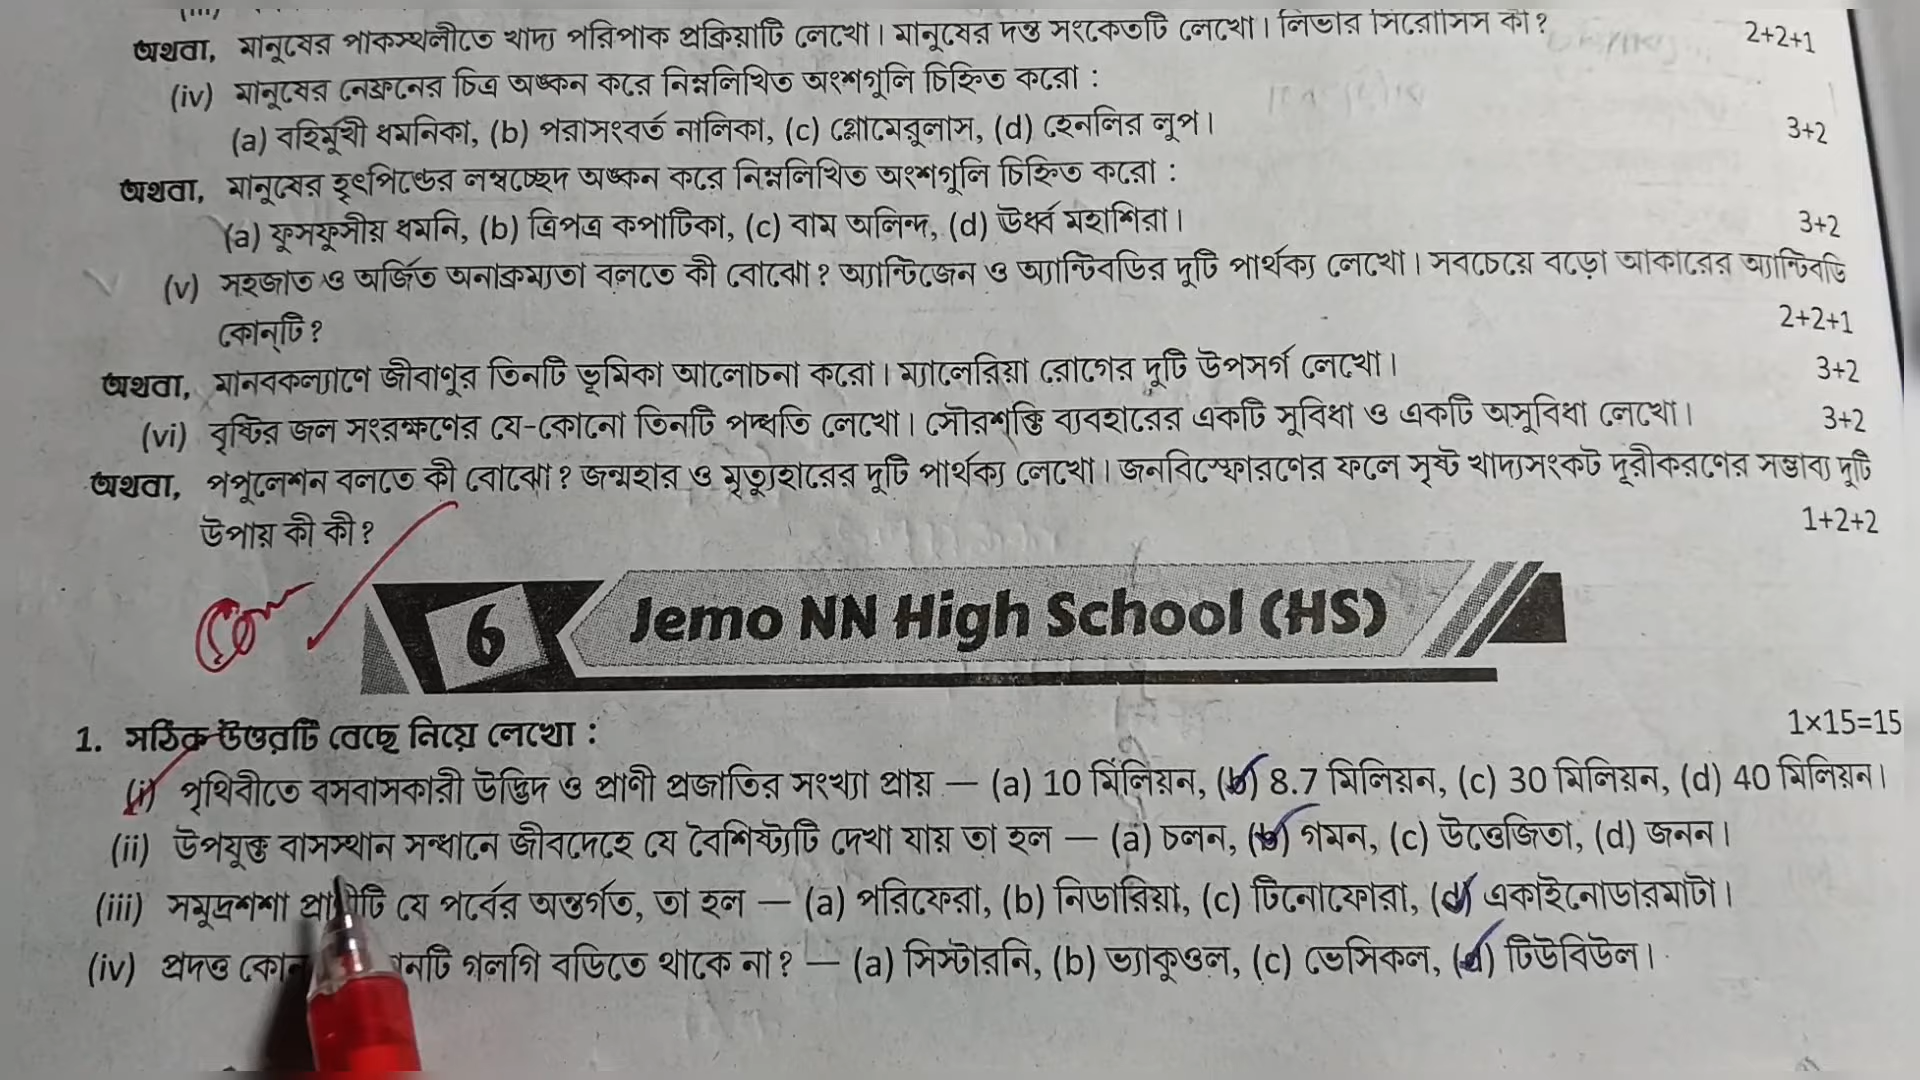 অথবা, মানুষের পাকস্থলীতে খাদ্য পরিপাক প্রক্রিয়াটি লেখো। মানুষের দন্ত সংকেতটি লেখো। লিভার সিরোসিস কী? 2+2+1
(iv) মানুষের নেফ্রনের চিত্র অঙ্কন করে নিম্নলিখিত অংশগুলি চিহ্নিত করো :
(a) বহির্মুখী ধমনিকা, (b) পরাসংবর্ত নালিকা, (c) গ্লোমেরুলাস, (d) হেনলির লুপ। 3+2
অথবা, মানুষের হৃৎপিণ্ডের লম্বচ্ছেদ অঙ্কন করে নিম্নলিখিত অংশগুলি চিহ্নিত করো :
(a) ফুসফুসীয় ধমনি, (b) ত্রিপত্র কপাটিকা, (c) বাম অলিন্দ, (d) ঊর্ধ্ব মহাশিরা। 3+2
(v) সহজাত ও অর্জিত অনাক্রম্যতা বলতে কী বোঝো? অ্যান্টিজেন ও অ্যান্টিবডির দুটি পার্থক্য লেখো। সবচেয়ে বড়ো আকারের অ্যান্টিবডি
কোন্‌টি? 2+2+1
অথবা, মানবকল্যাণে জীবাণুর তিনটি ভূমিকা আলোচনা করো। ম্যালেরিয়া রোগের দুটি উপসর্গ লেখো। 3+2
(vi) বৃষ্টির জল সংরক্ষণের যে-কোনো তিনটি পদ্ধতি লেখো। সৌরশক্তি ব্যবহারের একটি সুবিধা ও একটি অসুবিধা লেখো। 3+2
অথবা, পপুলেশন বলতে কী বোঝো? জন্মহার ও মৃত্যুহারের দুটি পার্থক্য লেখো। জনবিস্ফোরণের ফলে সৃষ্ট খাদ্যসংকট দূরীকরণের সম্ভাব্য দুটি
উপায় কী কী? 1+2+2
6 Jemo NN High School (HS)
1. সঠিক উত্তরটি বেছে নিয়ে লেখো : 1×15=15
(i) পৃথিবীতে বসবাসকারী উদ্ভিদ ও প্রাণী প্রজাতির সংখ্যা প্রায় — (a) 10 মিলিয়ন, (b) 8.7 মিলিয়ন, (c) 30 মিলিয়ন, (d) 40 মিলিয়ন।
(ii) উপযুক্ত বাসস্থান সন্ধানে জীবদেহে যে বৈশিষ্ট্যটি দেখা যায় তা হল — (a) চলন, (b) গমন, (c) উত্তেজিতা, (d) জনন।
(iii) সমুদ্রশশা প্রাণীটি যে পর্বের অন্তর্গত, তা হল — (a) পরিফেরা, (b) নিডারিয়া, (c) টিনোফোরা, (d) একাইনোডারমাটা।
(iv) প্রদত্ত গলগি বডিতে থাকে না? — (a) সিস্টারনি, (b) ভ্যাকুওল, (c) ভেসিকল, (d) টিউবিউল।